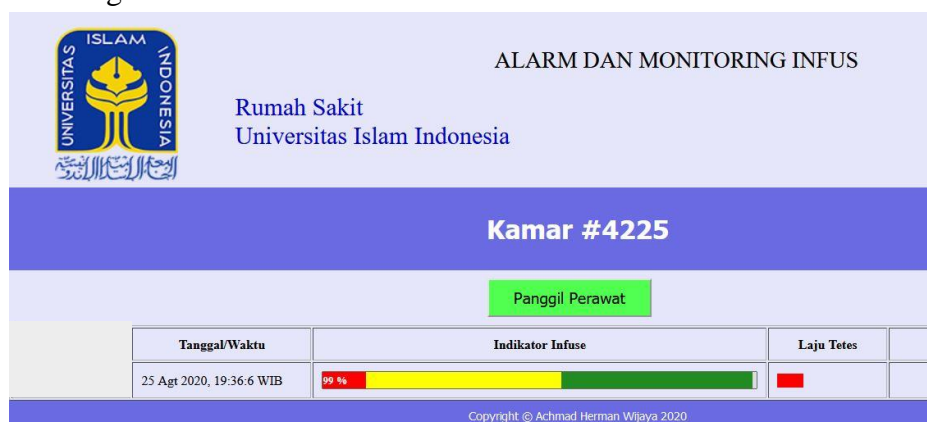 UNIVERSITAS ISLAM INDONESIA
ALARM DAN MONITORING INFUS
Rumah Sakit
Universitas Islam Indonesia
Kamar #4225
Panggil Perawat
Tanggal/Waktu Indikator Infuse Laju Tetes
25 Agt 2020, 19:36:6 WIB 99 %
Copyright © Achmad Herman Wijaya 2020